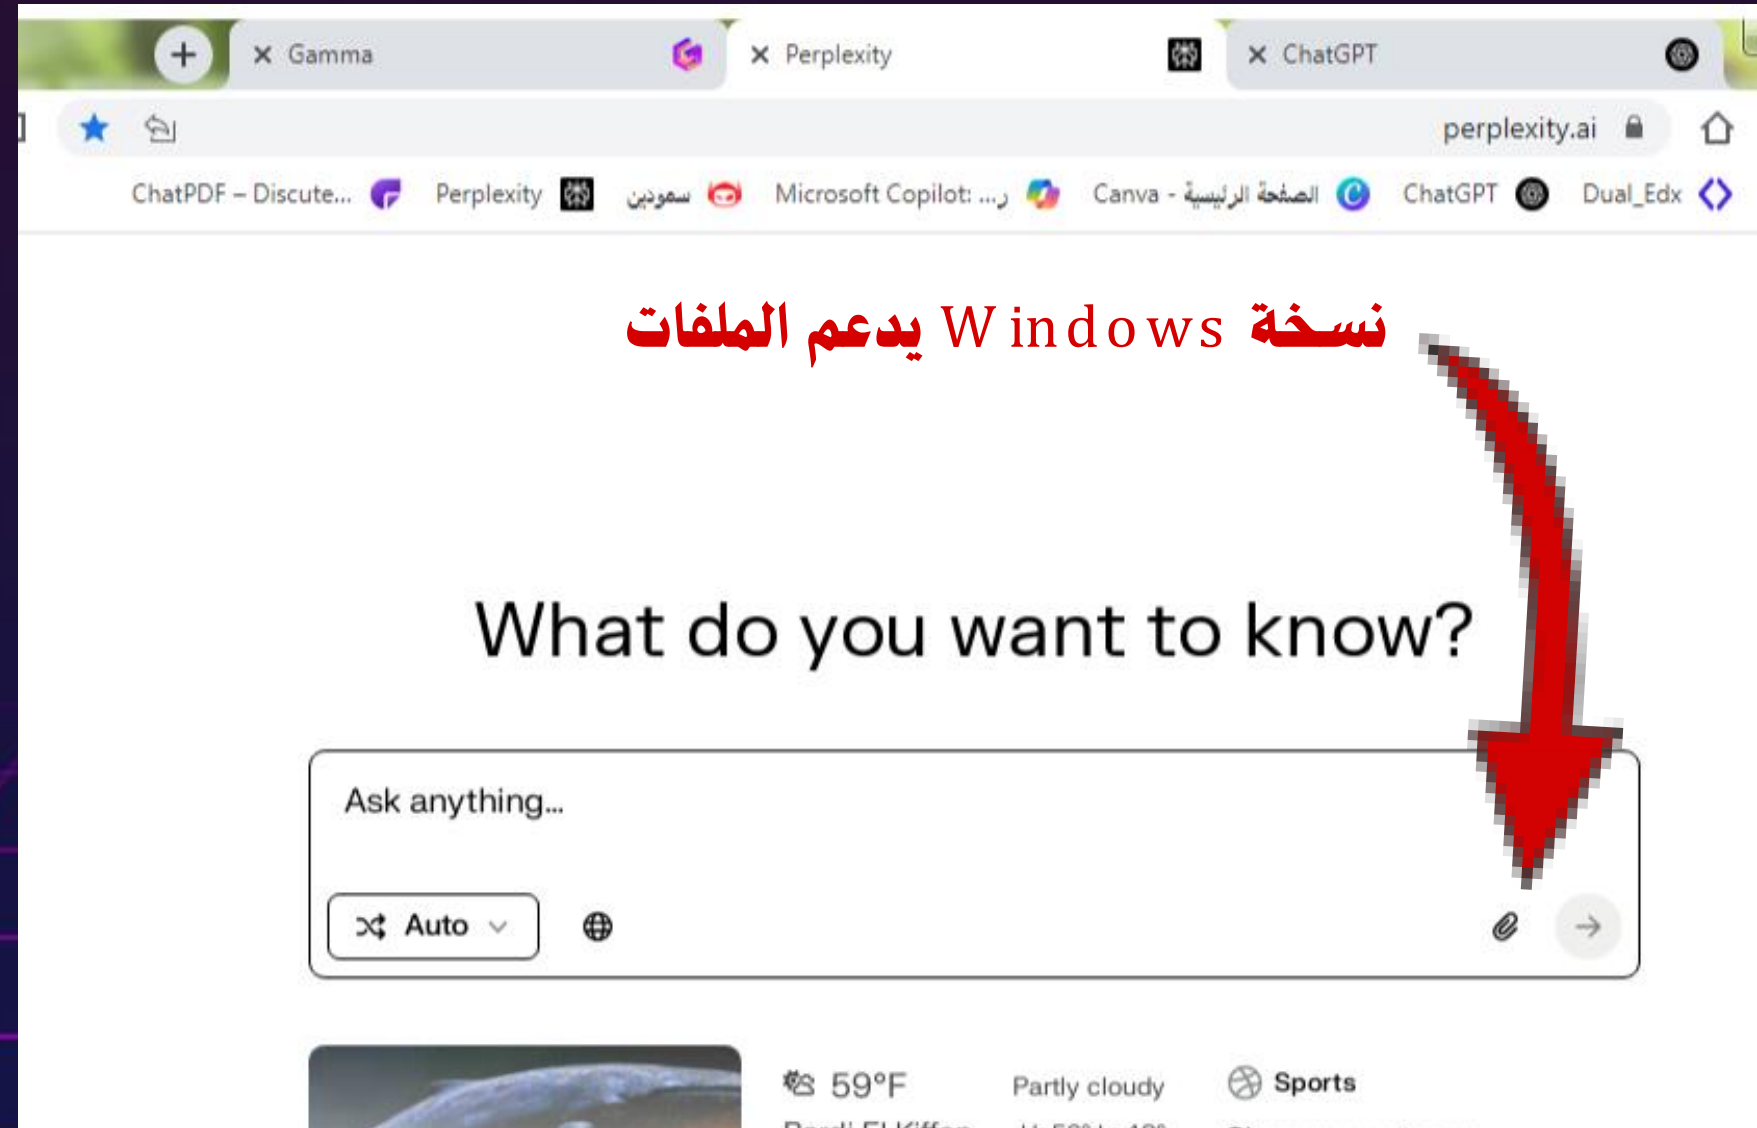 Gamma
Perplexity
ChatGPT
perplexity.ai
ChatPDF – Discute...
Perplexity
سمودين
Microsoft Copilot: ...ر
الصفحة الرئيسية - Canva
ChatGPT
Dual_Edx
نسخة Windows يدعم الملفات
What do you want to know?
Ask anything...
Auto
59°F
Partly cloudy
Sports